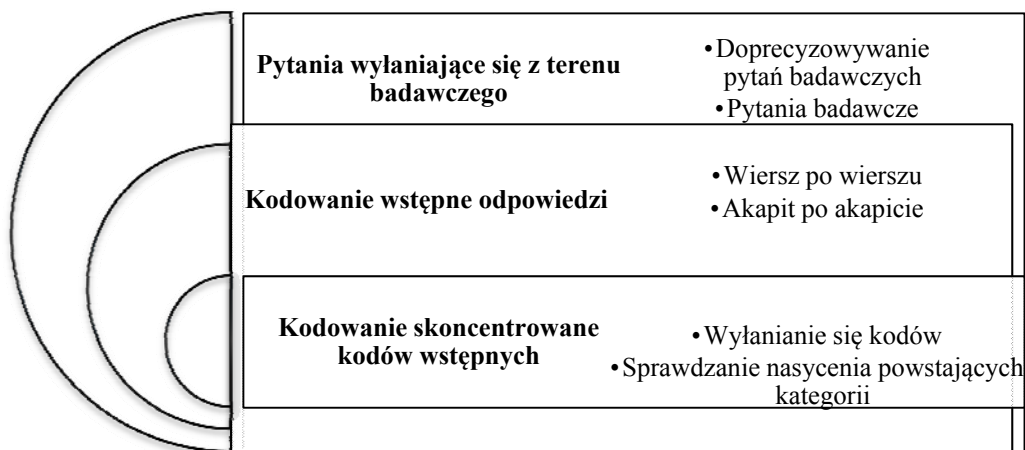 Pytania wyłaniające się z terenu
badawczego
•Doprecyzowywanie
pytań badawczych
•Pytania badawcze
Kodowanie wstępne odpowiedzi
•Wiersz po wierszu
•Akapit po akapicie
Kodowanie skoncentrowane
kodów wstępnych
•Wyłanianie się kodów
•Sprawdzanie nasycenia powstających
kategorii